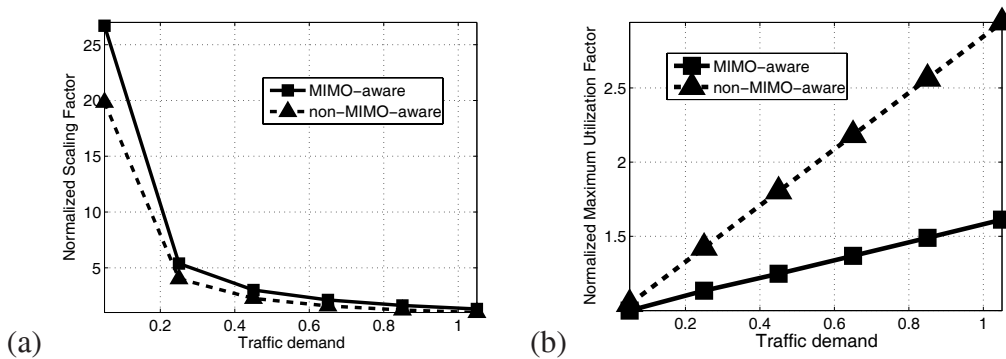 25
20
15
10
5
0.2 0.4 0.6 0.8 1
Normalized Scaling Factor
Traffic demand
MIMO-aware
non-MIMO-aware
(a)
2.5
2
1.5
0.2 0.4 0.6 0.8 1
Normalized Maximum Utilization Factor
Traffic demand
MIMO-aware
non-MIMO-aware
(b)